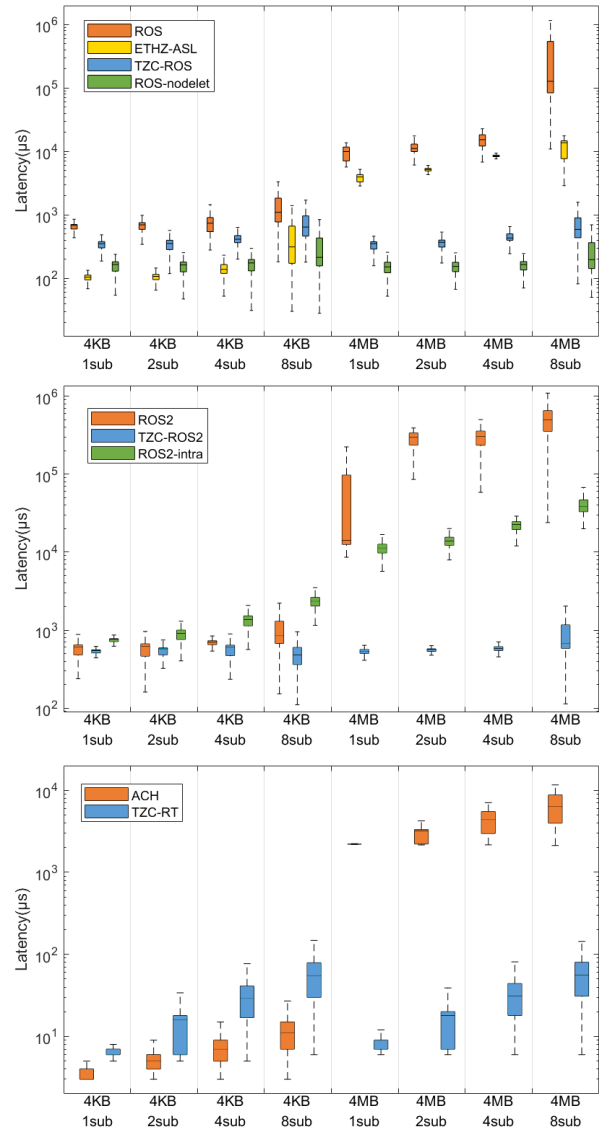 ROS
ETHZ-ASL
TZC-ROS
ROS-nodelet
Latency(μs)
10^6
10^5
10^4
10^3
10^2
4KB 4KB 4KB 4KB 4MB 4MB 4MB 4MB
1sub 2sub 4sub 8sub 1sub 2sub 4sub 8sub
ROS2
TZC-ROS2
ROS2-intra
Latency(μs)
10^6
10^5
10^4
10^3
10^2
4KB 4KB 4KB 4KB 4MB 4MB 4MB 4MB
1sub 2sub 4sub 8sub 1sub 2sub 4sub 8sub
ACH
TZC-RT
Latency(μs)
10^4
10^3
10^2
10^1
4KB 4KB 4KB 4KB 4MB 4MB 4MB 4MB
1sub 2sub 4sub 8sub 1sub 2sub 4sub 8sub